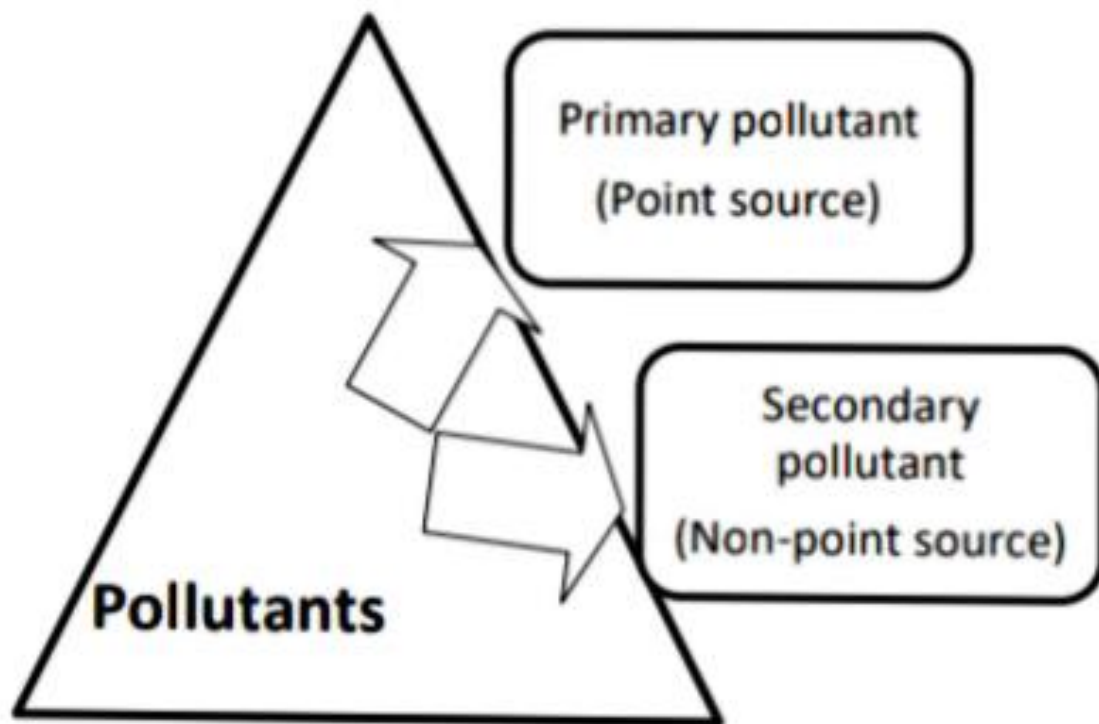 Primary pollutant
(Point source)
Secondary
pollutant
(Non-point source)
Pollutants